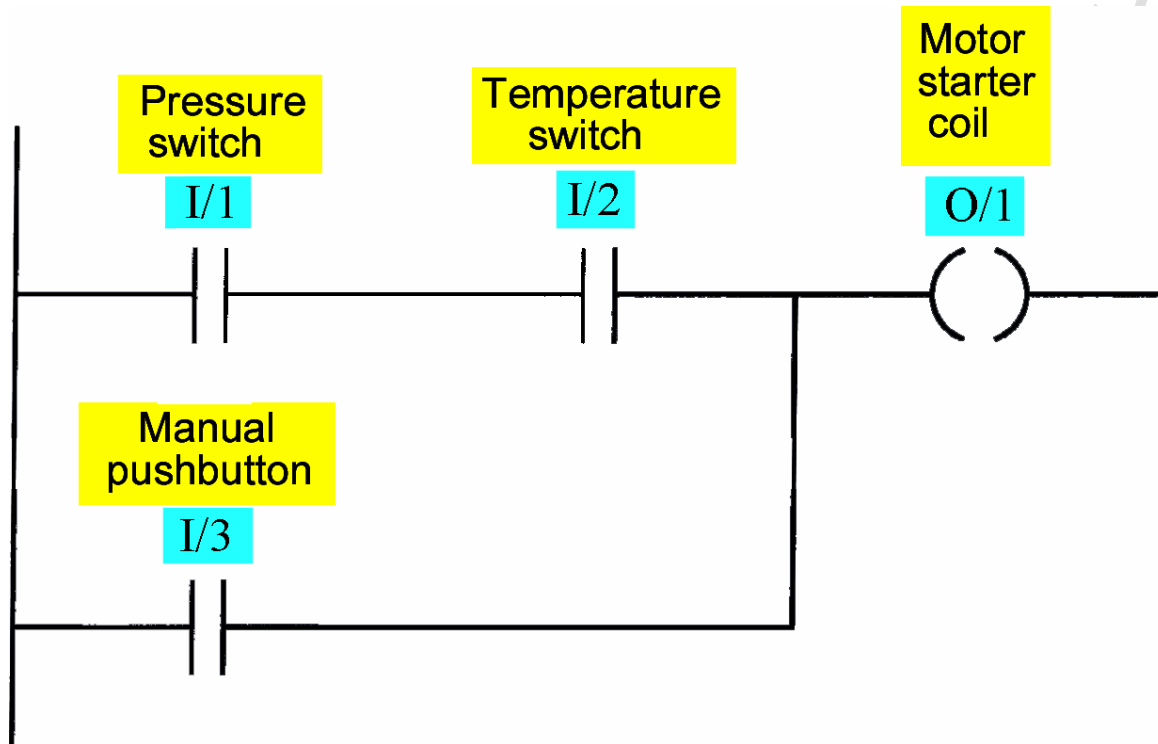 Pressure
switch
I/1
Temperature
switch
I/2
Motor
starter
coil
O/1
Manual
pushbutton
I/3